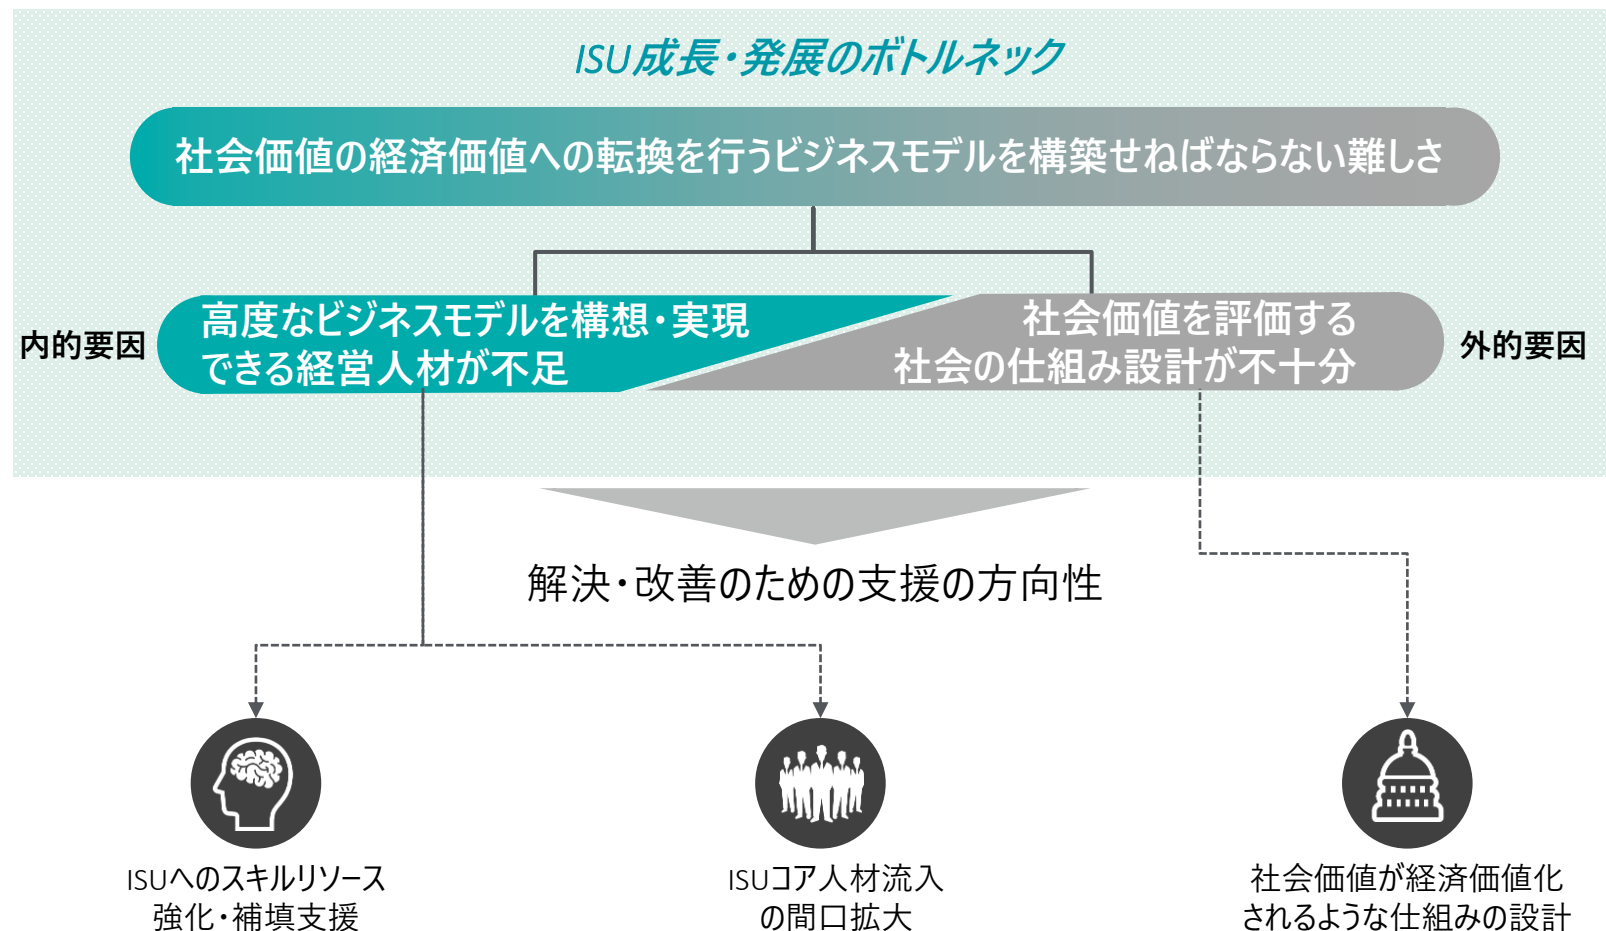 ISU成長・発展のボトルネック
社会価値の経済価値への転換を行うビジネスモデルを構築せねばならない難しさ
内的要因
高度なビジネスモデルを構想・実現
できる経営人材が不足
社会価値を評価する
社会の仕組み設計が不十分
外的要因
解決・改善のための支援の方向性
ISUへのスキルリソース
強化・補填支援
ISUコア人材流入
の間口拡大
社会価値が経済価値化
されるような仕組みの設計